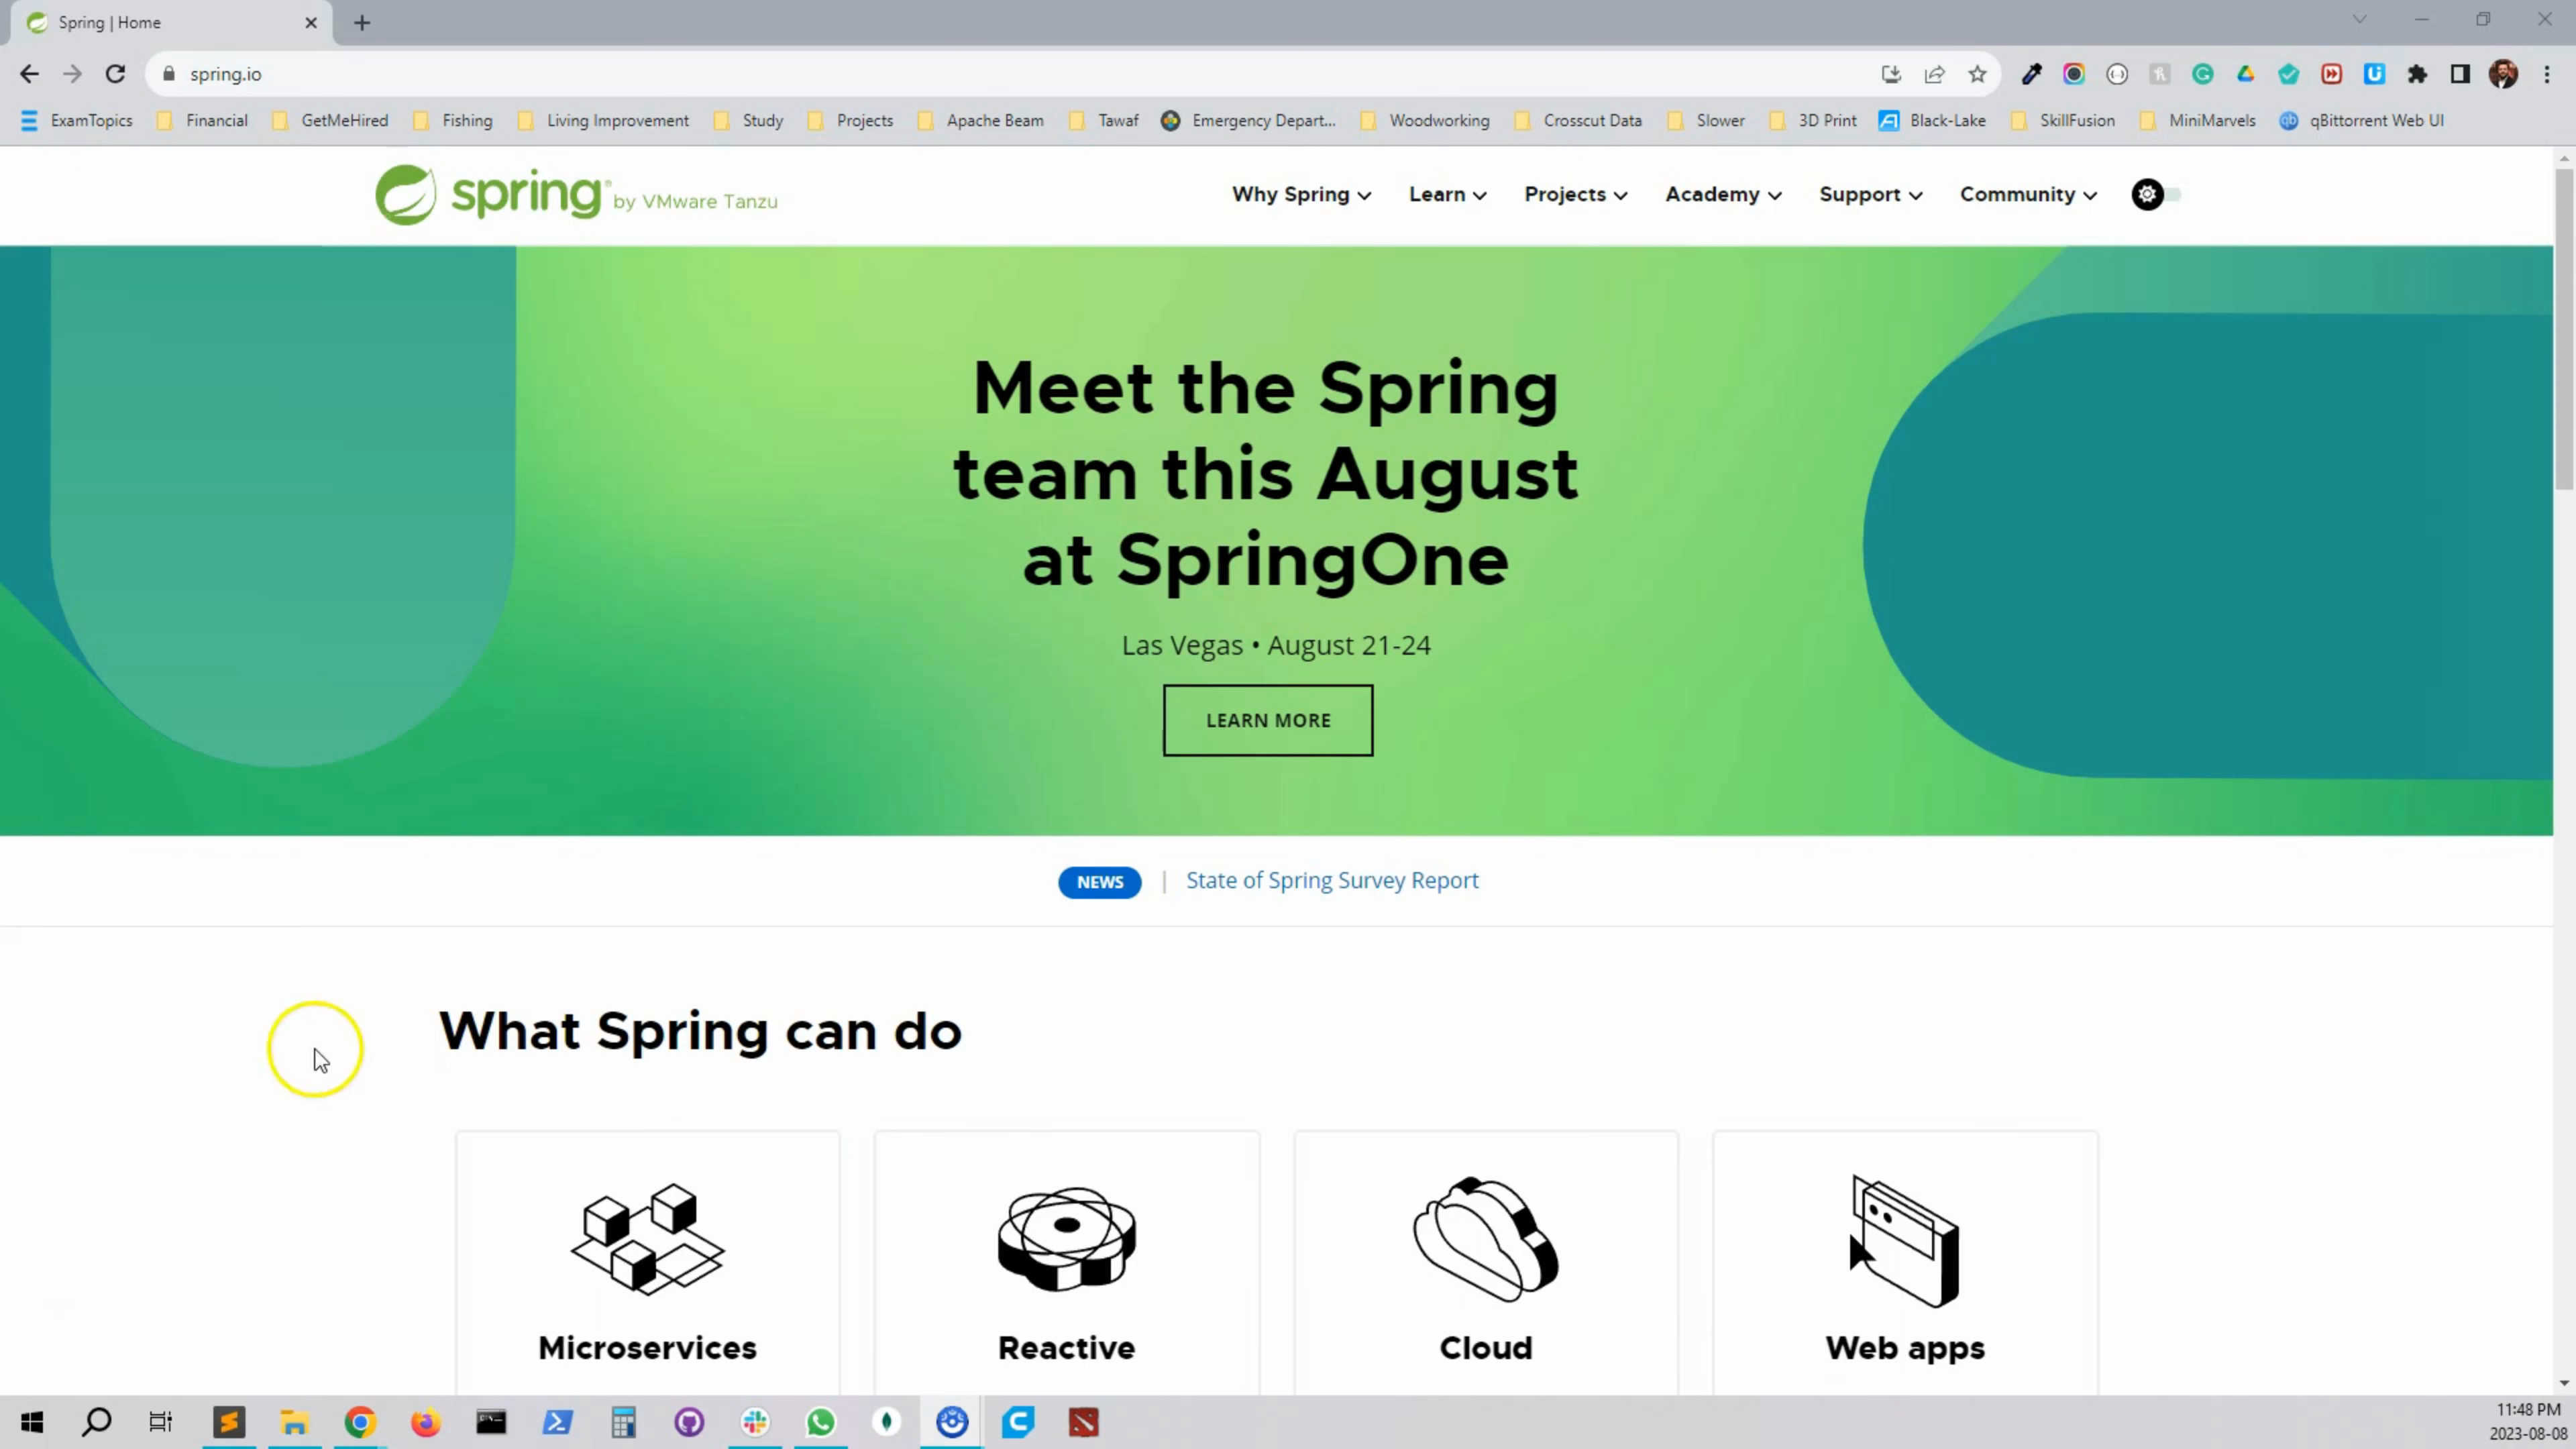 Spring | Home
spring.io
ExamTopics Financial GetMeHired Fishing Living Improvement Study Projects Apache Beam Tawaf Emergency Depart... Woodworking Crosscut Data Slower 3D Print Black-Lake SkillFusion MiniMarvels qBittorrent Web UI
spring® by VMware Tanzu
Why Spring Learn Projects Academy Support Community
Meet the Spring
team this August
at SpringOne
Las Vegas • August 21-24
LEARN MORE
NEWS | State of Spring Survey Report
What Spring can do
Microservices Reactive Cloud Web apps
11:48 PM
2023-08-08